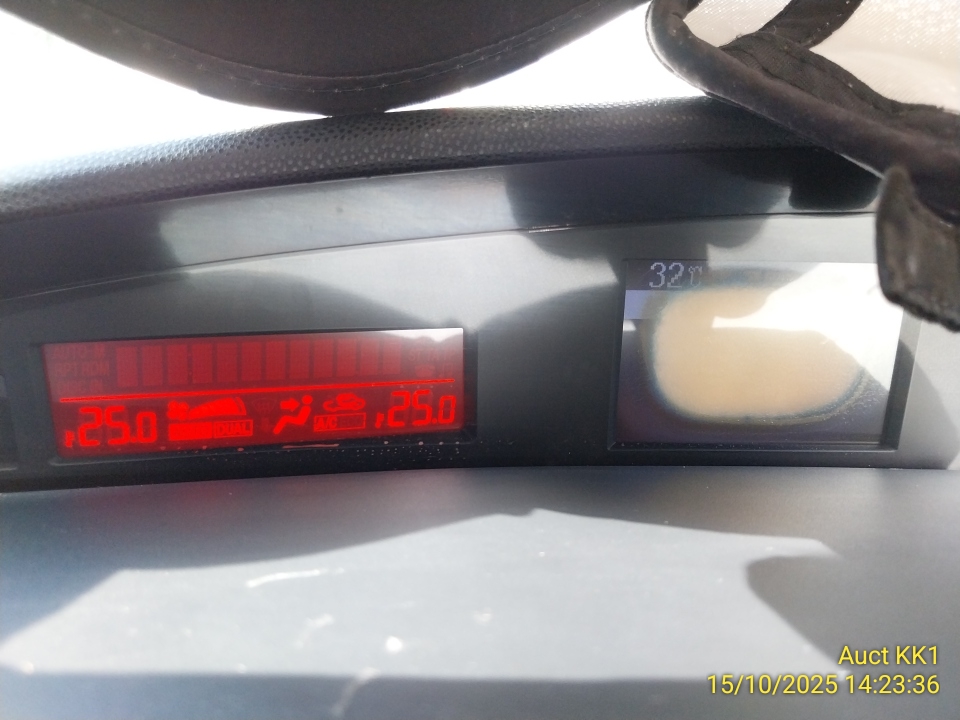 32℃
25.0 DUAL A/C 25.0
Auct KK1
15/10/2025 14:23:36